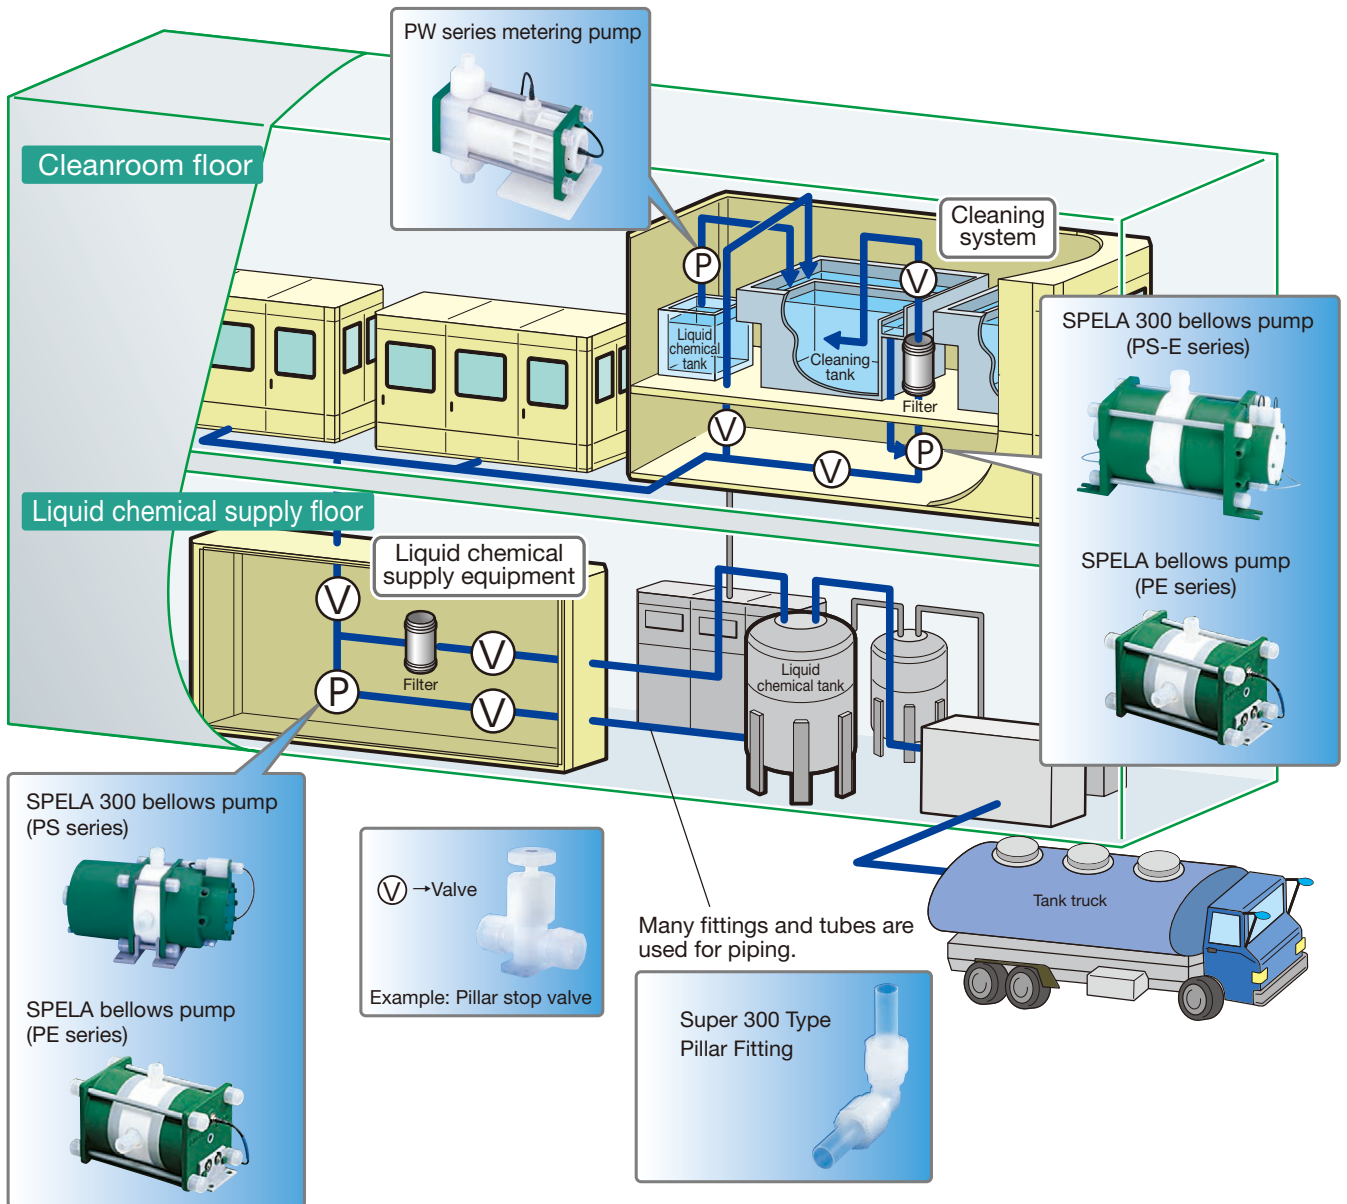 PW series metering pump
Cleanroom floor
Cleaning
system
P
V
Liquid
chemical
tank
Cleaning
tank
Filter
V
P
V
SPELA 300 bellows pump
(PS-E series)
SPELA bellows pump
(PE series)
Liquid chemical supply floor
Liquid chemical
supply equipment
V
Filter
V
P
V
Liquid
chemical tank
SPELA 300 bellows pump
(PS series)
SPELA bellows pump
(PE series)
V →Valve
Example: Pillar stop valve
Many fittings and tubes are
used for piping.
Super 300 Type
Pillar Fitting
Tank truck